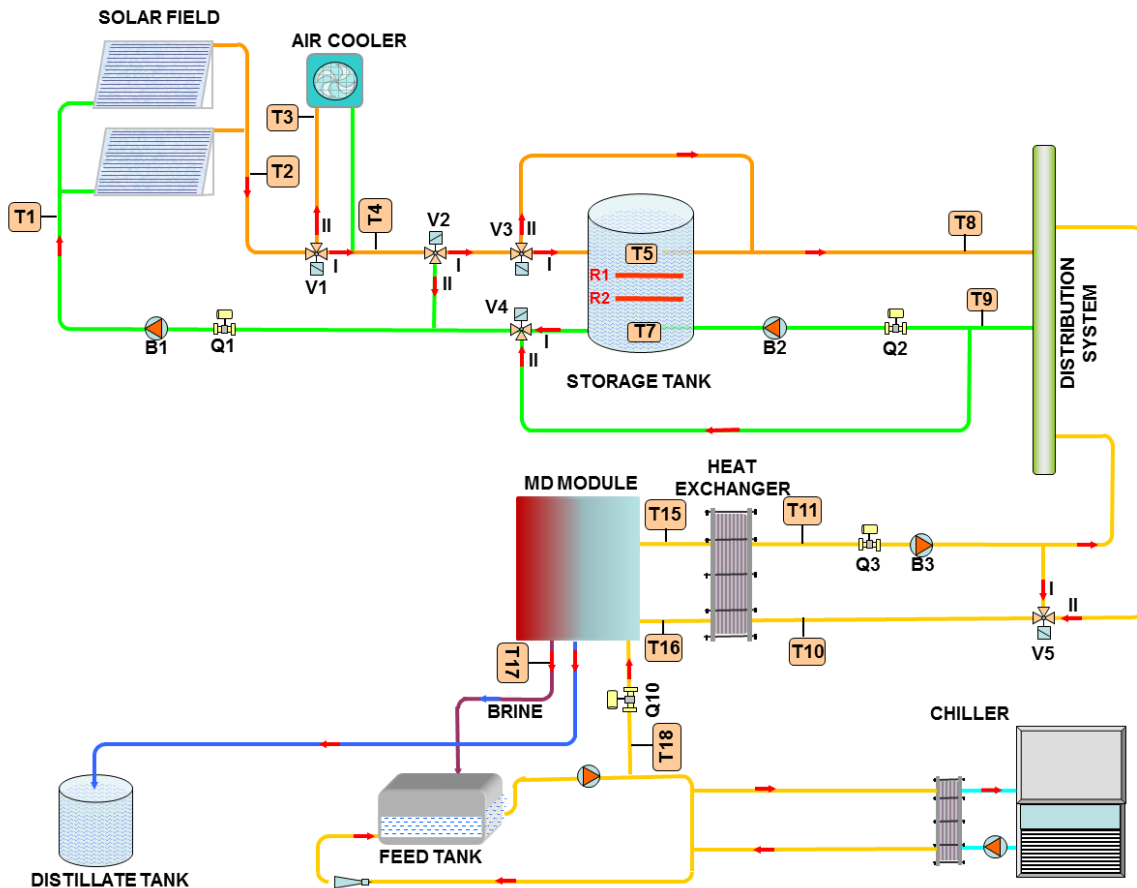 SOLAR FIELD
AIR COOLER
T3
T2
T1
T4
V2
V3
II
II
I
I
I
V1
II
T5
R1
R2
T7
T8
V4
I
II
T9
B1
Q1
B2
Q2
STORAGE TANK
DISTRIBUTION
SYSTEM
MD MODULE
HEAT
EXCHANGER
T15
T11
Q3
B3
I
II
T16
T10
V5
T17
BRINE
Q10
T18
CHILLER
FEED TANK
DISTILLATE TANK